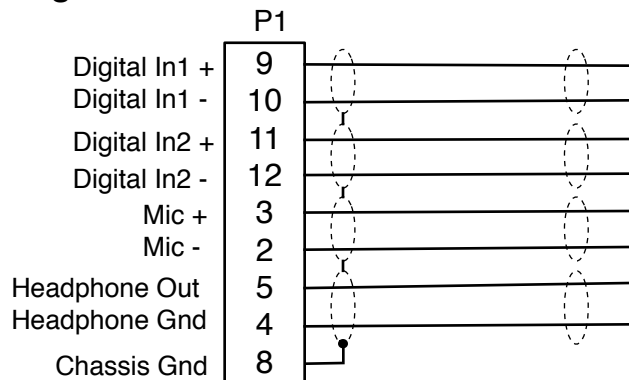 P1
Digital In1 + 9
Digital In1 - 10
Digital In2 + 11
Digital In2 - 12
Mic + 3
Mic - 2
Headphone Out 5
Headphone Gnd 4
Chassis Gnd 8